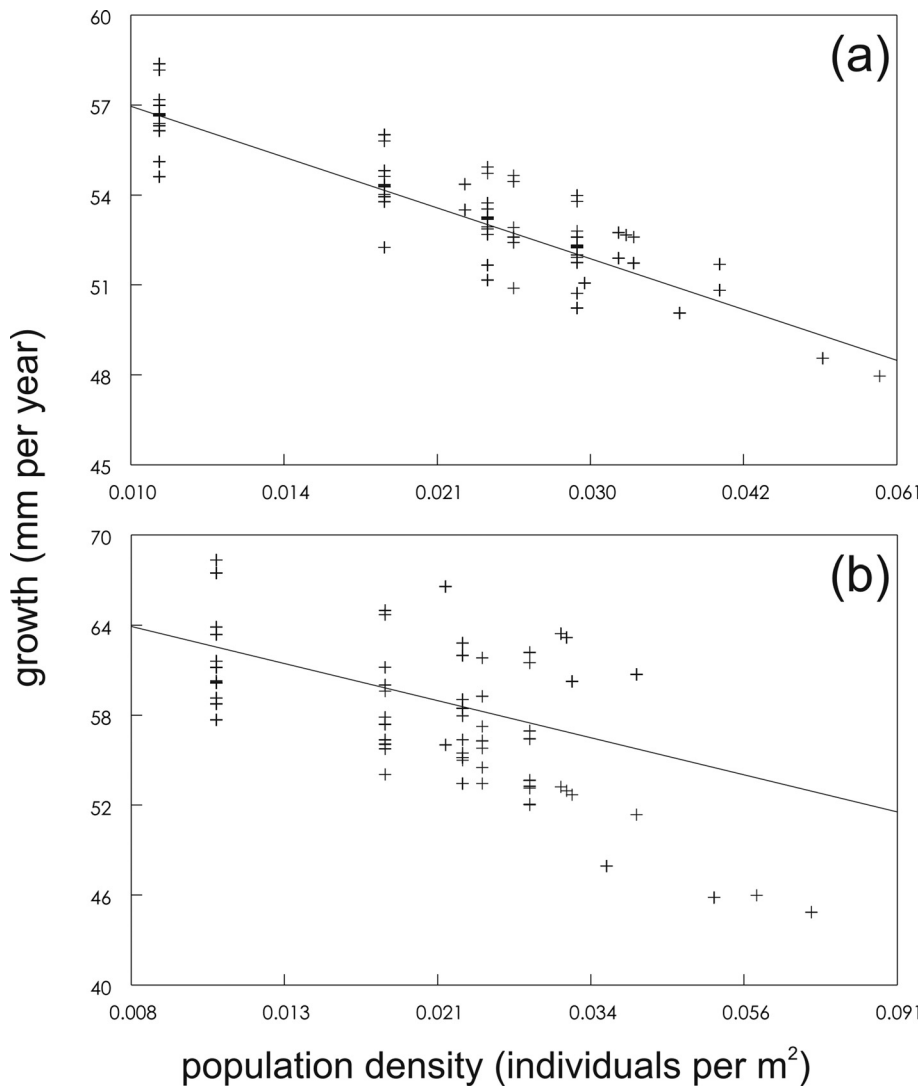 60
(a)
57
54
51
48
45
0.010 0.014 0.021 0.030 0.042 0.061
growth (mm per year)
70
(b)
64
58
52
46
40
0.008 0.013 0.021 0.034 0.056 0.091
population density (individuals per m²)